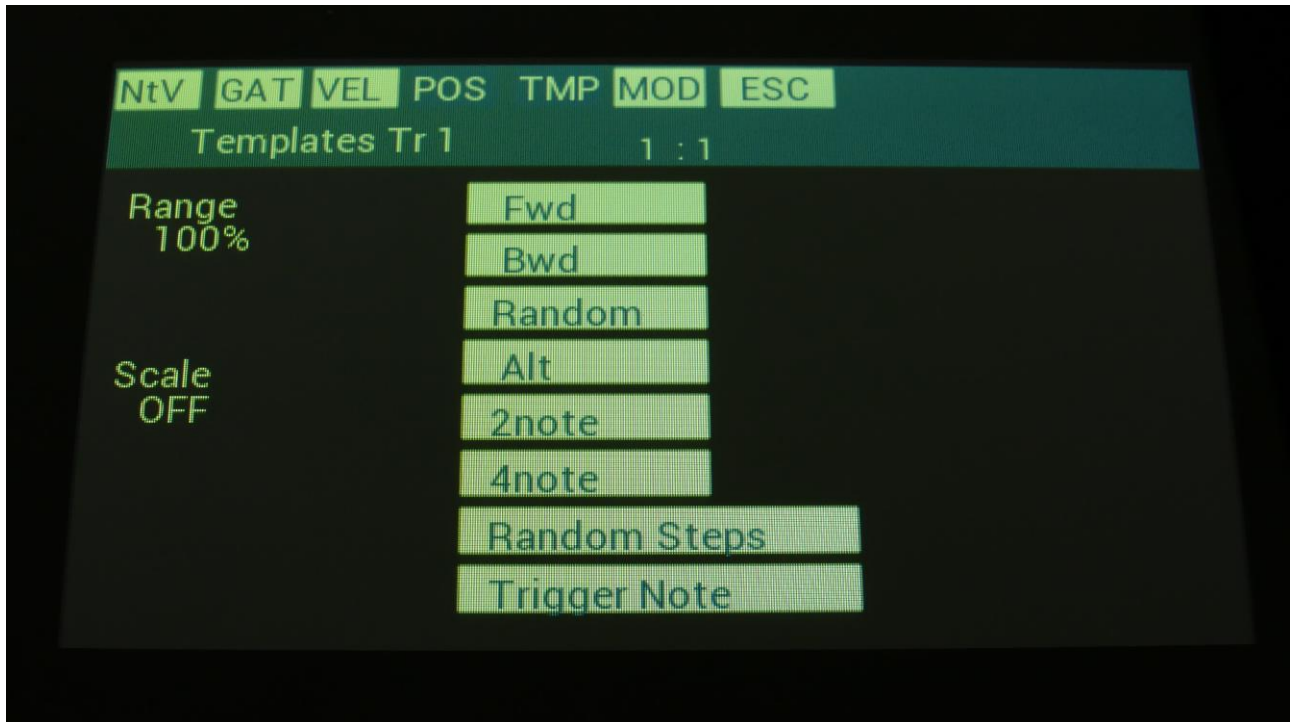 NtV GAT VEL POS TMP MOD ESC
Templates Tr 1 1 : 1
Range
100%
Scale
OFF
Fwd
Bwd
Random
Alt
2note
4note
Random Steps
Trigger Note